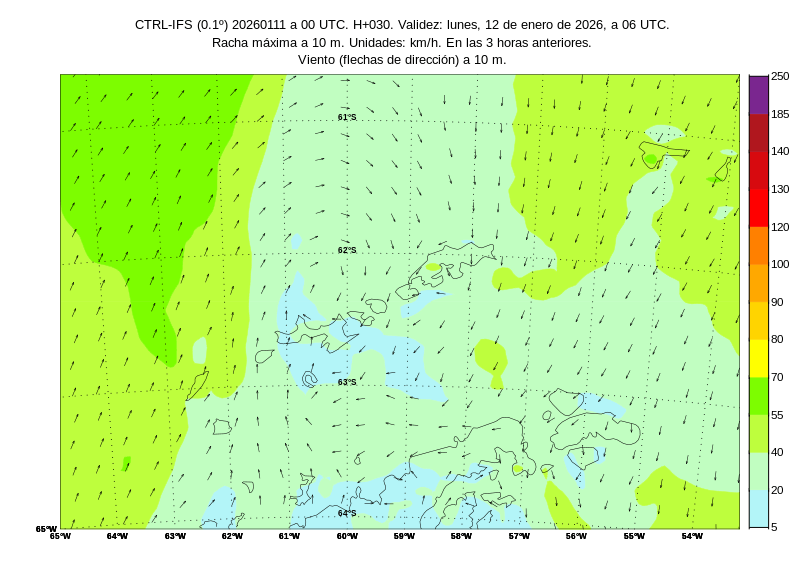 CTRL-IFS (0.1º) 20260111 a 00 UTC. H+030. Validez: lunes, 12 de enero de 2026, a 06 UTC.
Racha máxima a 10 m. Unidades: km/h. En las 3 horas anteriores.
Viento (flechas de dirección) a 10 m.
61°S
62°S
63°S
64°S
65°W
65°W 64°W 63°W 62°W 61°W 60°W 59°W 58°W 57°W 56°W 55°W 54°W
250
185
140
130
120
100
90
80
70
55
40
20
5